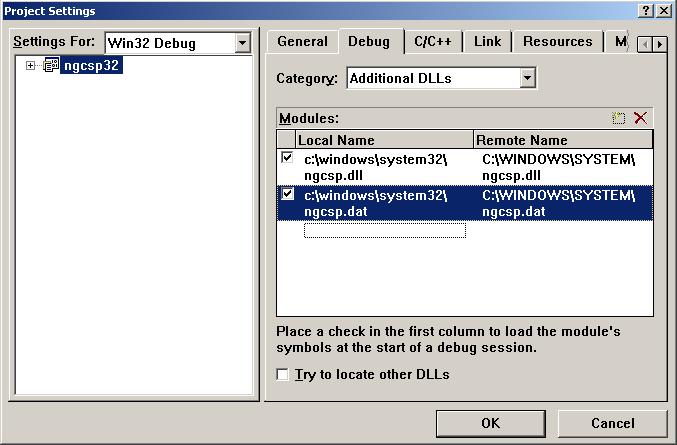 Project Settings
Settings For: Win32 Debug
ngcsp32
General Debug C/C++ Link Resources M
Category: Additional DLLs
Modules:
Local Name Remote Name
c:\windows\system32\ C:\WINDOWS\SYSTEM\
ngcsp.dll ngcsp.dll
c:\windows\system32\ C:\WINDOWS\SYSTEM\
ngcsp.dat ngcsp.dat
Place a check in the first column to load the module's
symbols at the start of a debug session.
Try to locate other DLLs
OK Cancel